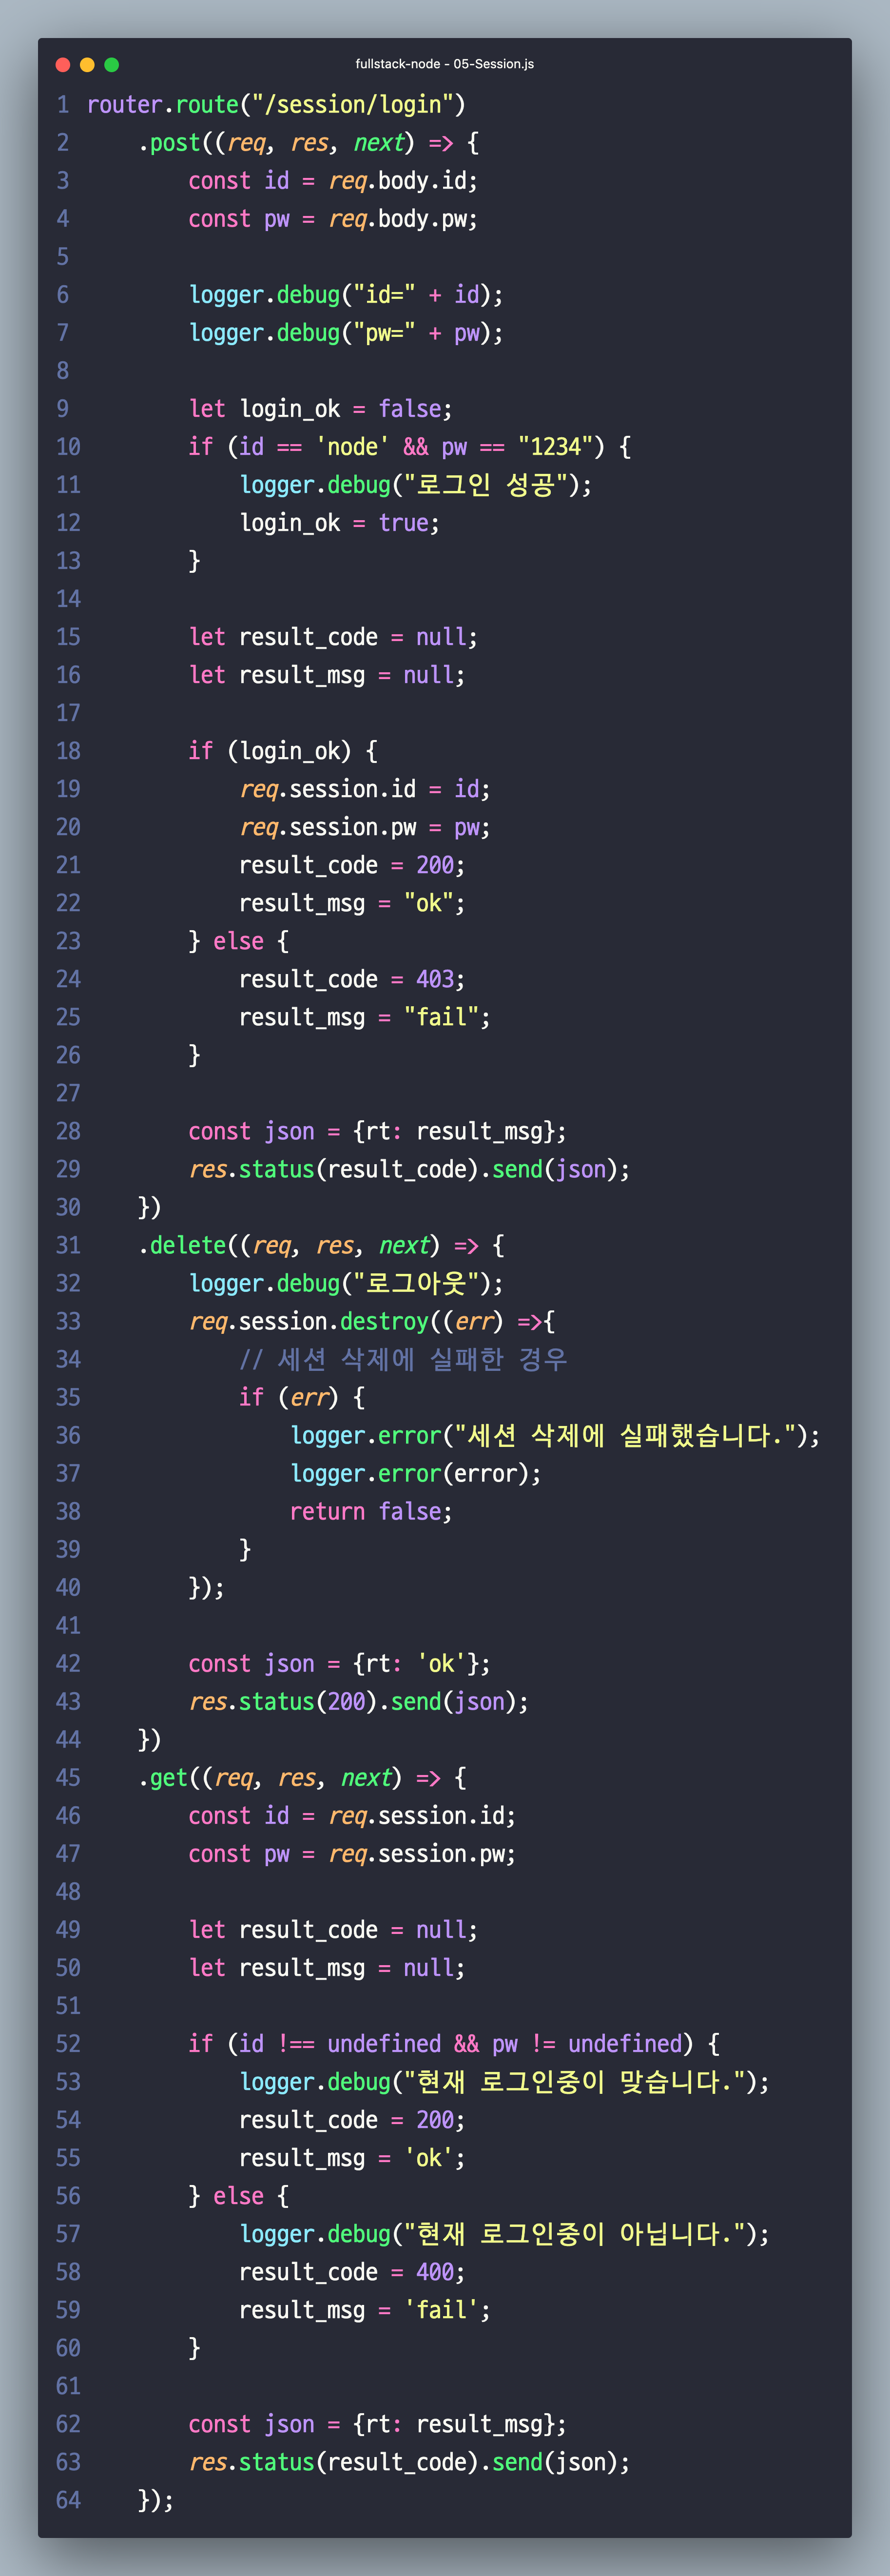 fullstack-node - 05-Session.js
1 router.route("/session/login")
2     .post((req, res, next) => {
3         const id = req.body.id;
4         const pw = req.body.pw;
5
6         logger.debug("id=" + id);
7         logger.debug("pw=" + pw);
8
9         let login_ok = false;
10         if (id == 'node' && pw == "1234") {
11             logger.debug("로그인 성공");
12             login_ok = true;
13         }
14
15         let result_code = null;
16         let result_msg = null;
17
18         if (login_ok) {
19             req.session.id = id;
20             req.session.pw = pw;
21             result_code = 200;
22             result_msg = "ok";
23         } else {
24             result_code = 403;
25             result_msg = "fail";
26         }
27
28         const json = {rt: result_msg};
29         res.status(result_code).send(json);
30     })
31     .delete((req, res, next) => {
32         logger.debug("로그아웃");
33         req.session.destroy((err) =>{
34             // 세션 삭제에 실패한 경우
35             if (err) {
36                 logger.error("세션 삭제에 실패했습니다.");
37                 logger.error(error);
38                 return false;
39             }
40         });
41
42         const json = {rt: 'ok'};
43         res.status(200).send(json);
44     })
45     .get((req, res, next) => {
46         const id = req.session.id;
47         const pw = req.session.pw;
48
49         let result_code = null;
50         let result_msg = null;
51
52         if (id !== undefined && pw != undefined) {
53             logger.debug("현재 로그인중이 맞습니다.");
54             result_code = 200;
55             result_msg = 'ok';
56         } else {
57             logger.debug("현재 로그인중이 아닙니다.");
58             result_code = 400;
59             result_msg = 'fail';
60         }
61
62         const json = {rt: result_msg};
63         res.status(result_code).send(json);
64     });